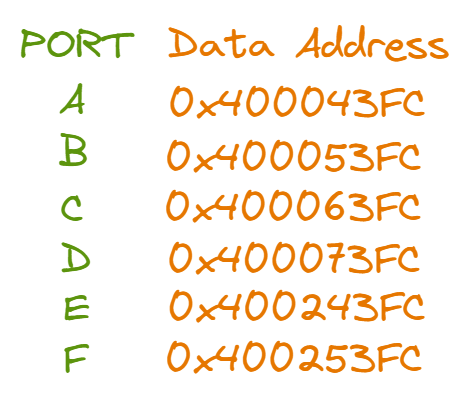 PORT Data Address
A 0x400043FC
B 0x400053FC
C 0x400063FC
D 0x400073FC
E 0x400243FC
F 0x400253FC